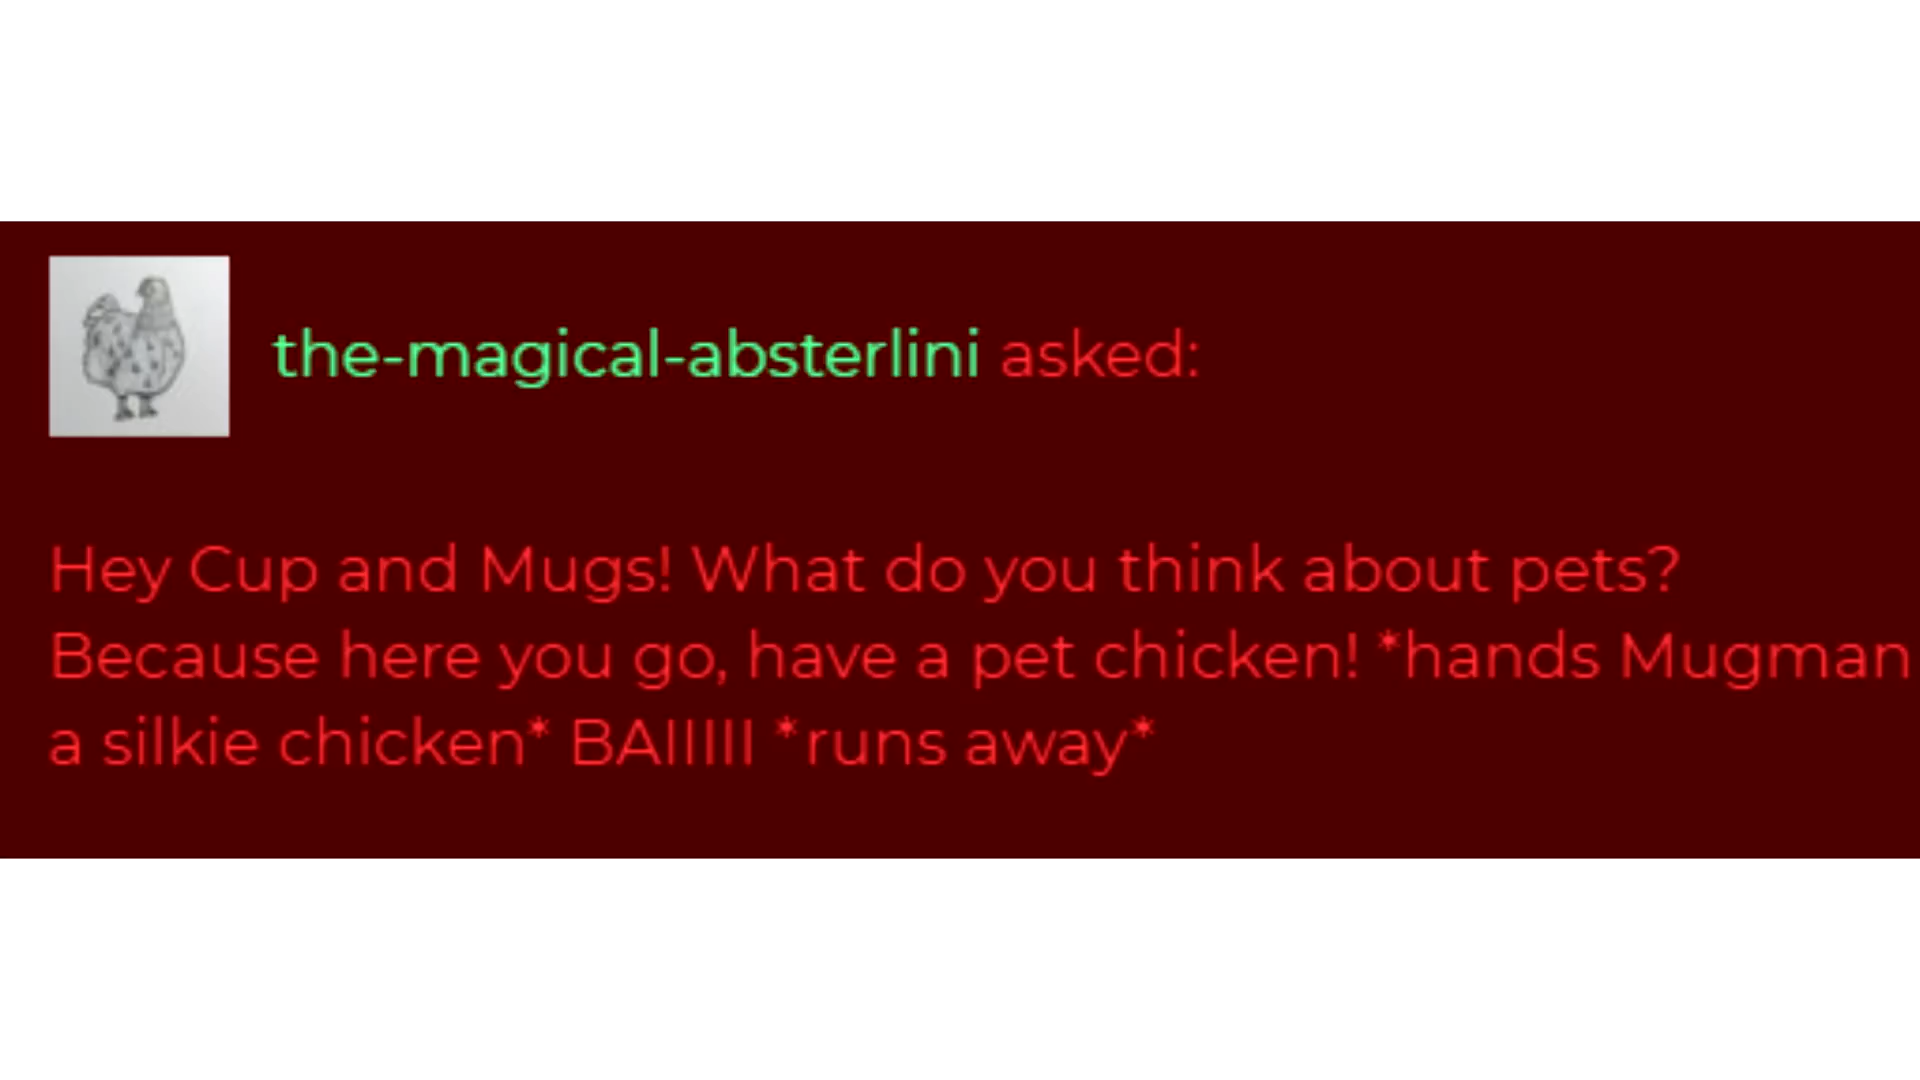 the-magical-absterlini asked:
Hey Cup and Mugs! What do you think about pets?
Because here you go, have a pet chicken! *hands Mugman
a silkie chicken* BAIIIIII *runs away*